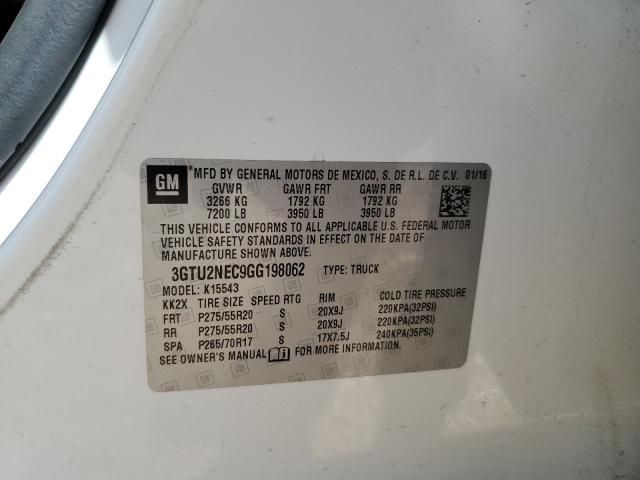 GM *MFD BY GENERAL MOTORS DE MEXICO, S. DE R.L. DE C.V. 01/16
GVWR GAWR FRT GAWR RR
3266 KG 1792 KG 1792 KG
7200 LB 3950 LB 3950 LB
THIS VEHICLE CONFORMS TO ALL APPLICABLE U.S. FEDERAL MOTOR
VEHICLE SAFETY STANDARDS IN EFFECT ON THE DATE OF
MANUFACTURE SHOWN ABOVE.
3GTU2NEC9GG198062 TYPE: TRUCK
MODEL: K15543
KK2X TIRE SIZE SPEED RTG RIM COLD TIRE PRESSURE
FRT P275/55R20 S 20X9J 220KPA(32PSI)
RR P275/55R20 S 20X9J 220KPA(32PSI)
SPA P265/70R17 S 17X7.5J 240KPA(35PSI)
SEE OWNER'S MANUAL FOR MORE INFORMATION.